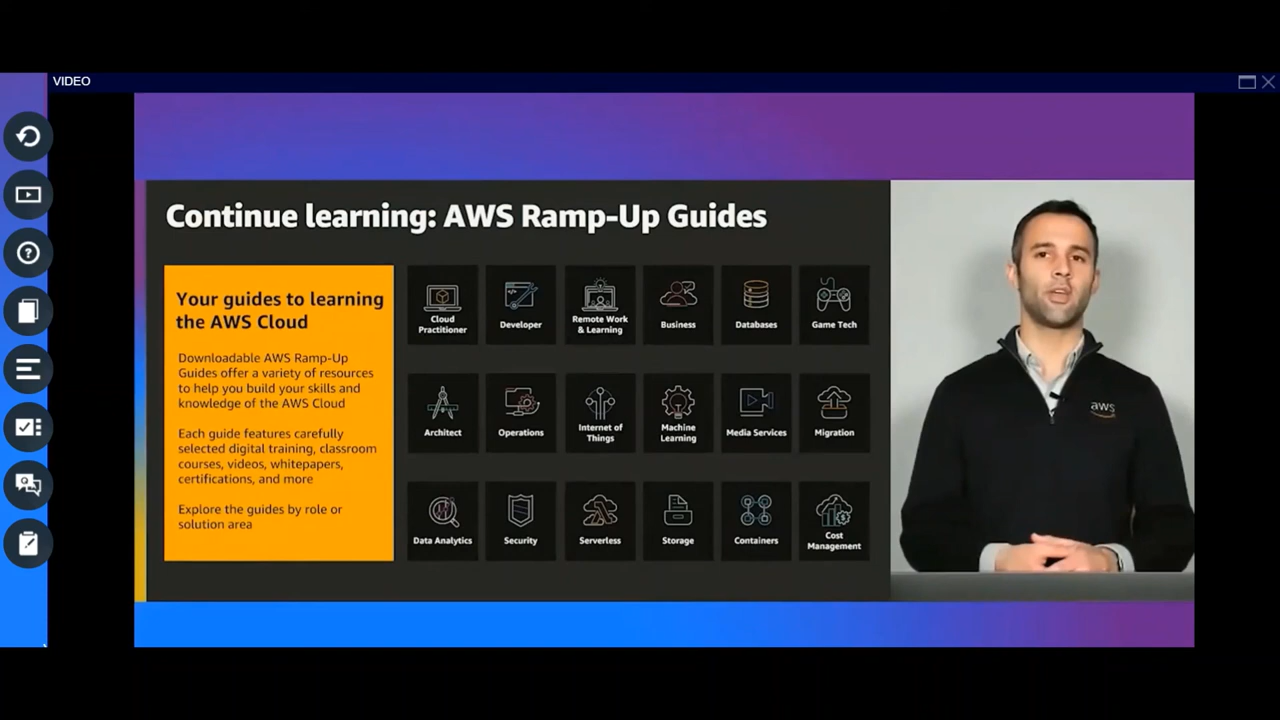 VIDEO
Continue learning: AWS Ramp-Up Guides
Your guides to learning
the AWS Cloud
Downloadable AWS Ramp-Up
Guides offer a variety of resources
to help you build your skills and
knowledge of the AWS Cloud
Each guide features carefully
selected digital training, classroom
courses, videos, whitepapers,
certifications, and more
Explore the guides by role or
solution area
Cloud
Practitioner
Developer
Remote Work
& Learning
Business
Databases
Game Tech
Architect
Operations
Internet of
Things
Machine
Learning
Media Services
Migration
Data Analytics
Security
Serverless
Storage
Containers
Cost
Management
aws